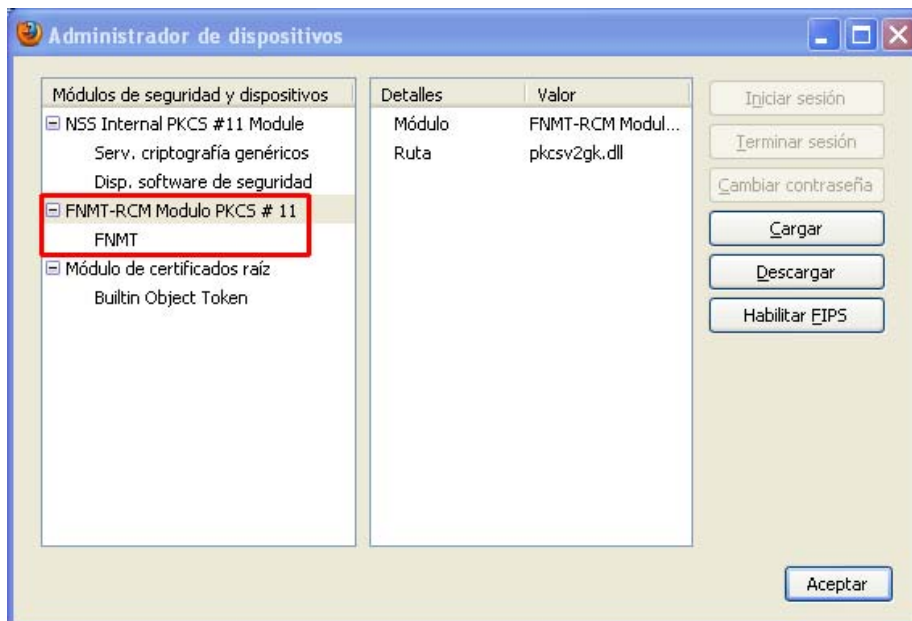 Administrador de dispositivos
Módulos de seguridad y dispositivos
NSS Internal PKCS #11 Module
Serv. criptografía genéricos
Disp. software de seguridad
FNMT-RCM Modulo PKCS # 11
FNMT
Módulo de certificados raíz
Builtin Object Token
Detalles Valor
Módulo FNMT-RCM Modul...
Ruta pkcsv2gk.dll
Iniciar sesión
Terminar sesión
Cambiar contraseña
Cargar
Descargar
Habilitar FIPS
Aceptar